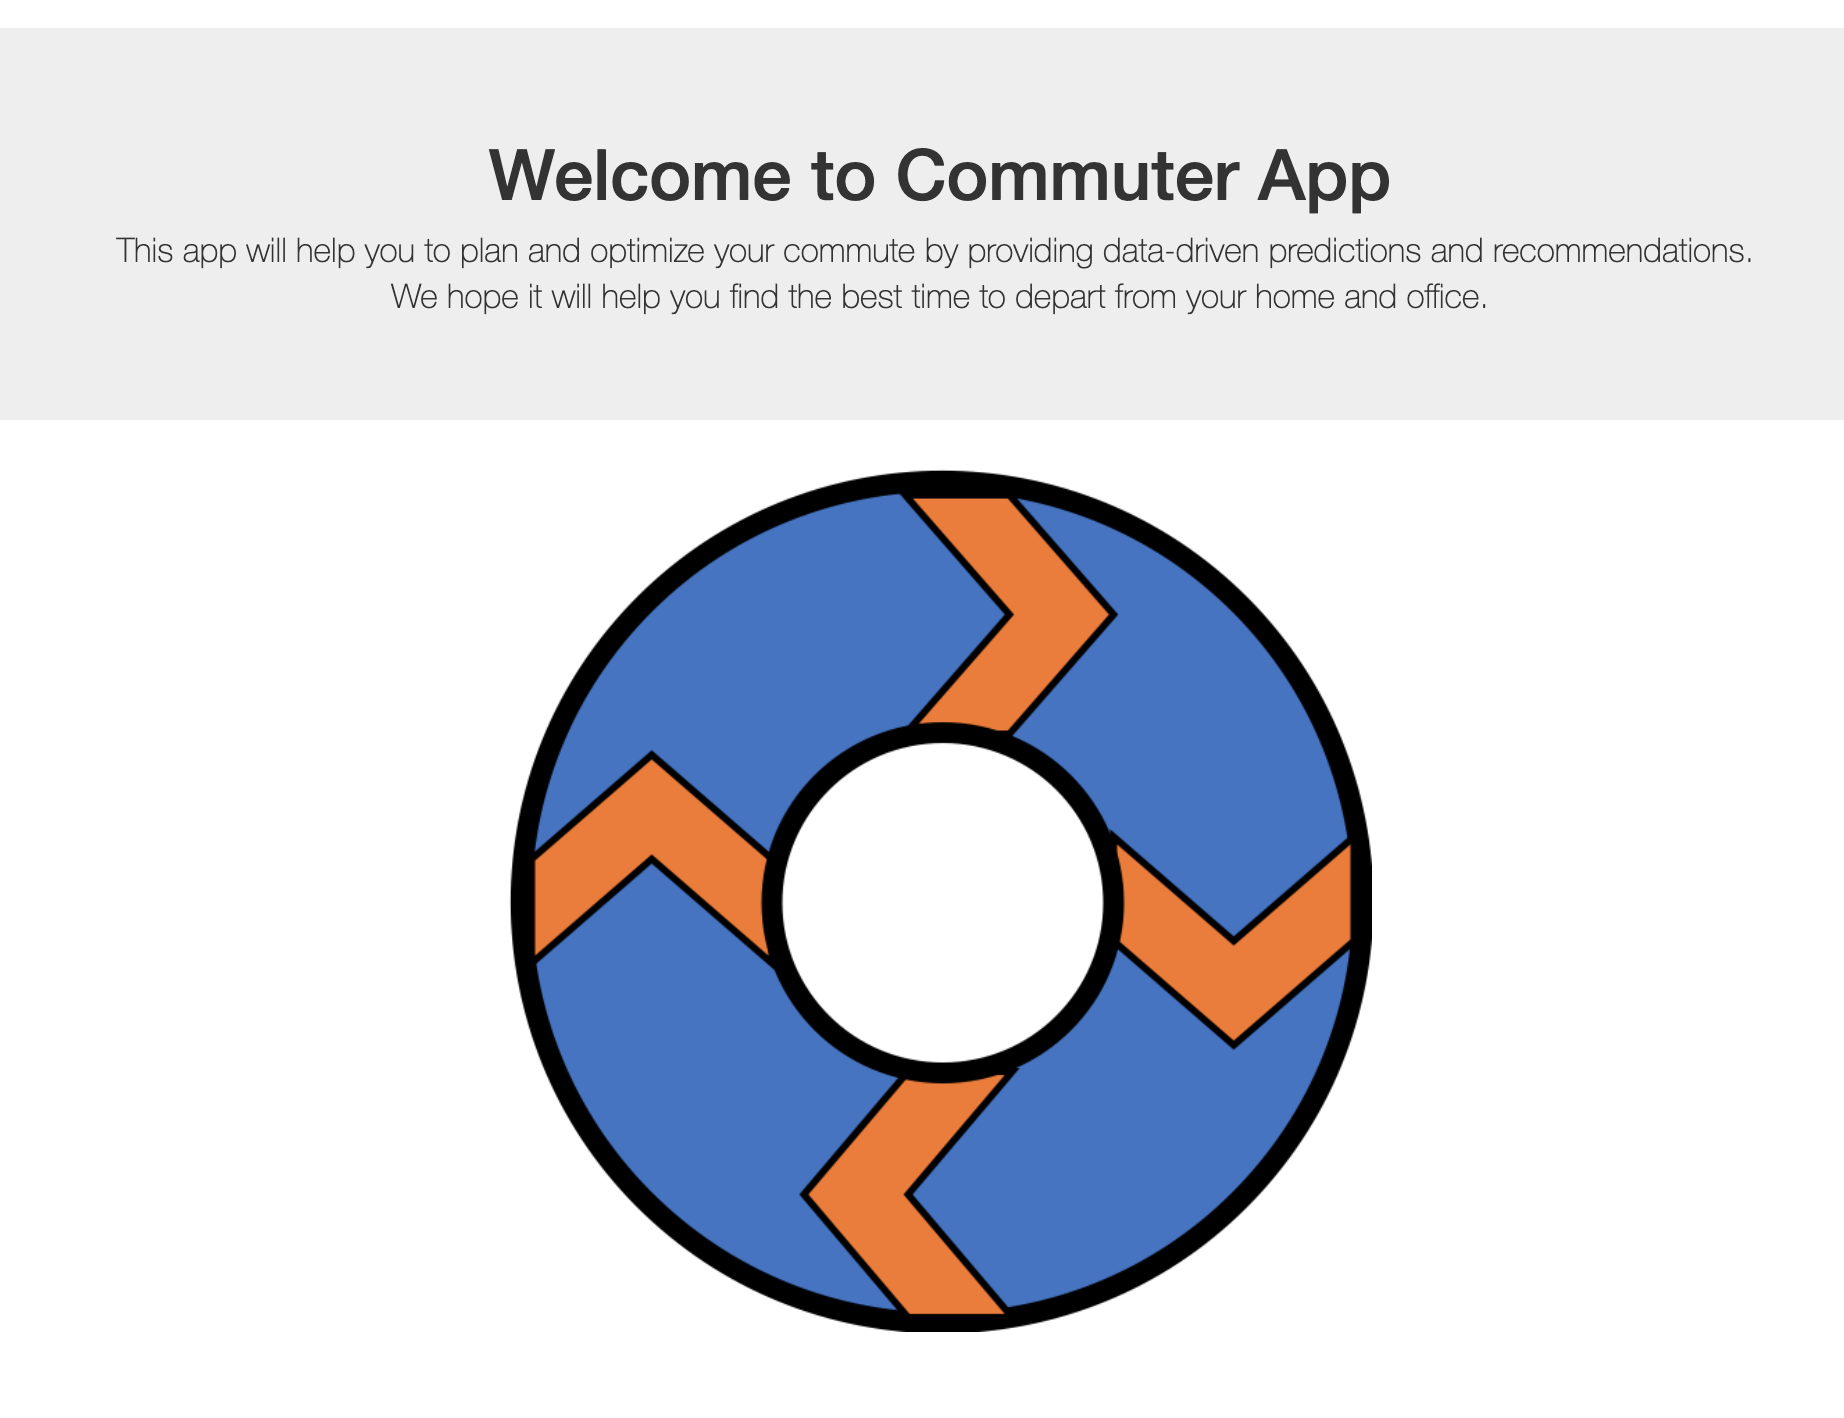 Welcome to Commuter App
This app will help you to plan and optimize your commute by providing data-driven predictions and recommendations.
We hope it will help you find the best time to depart from your home and office.